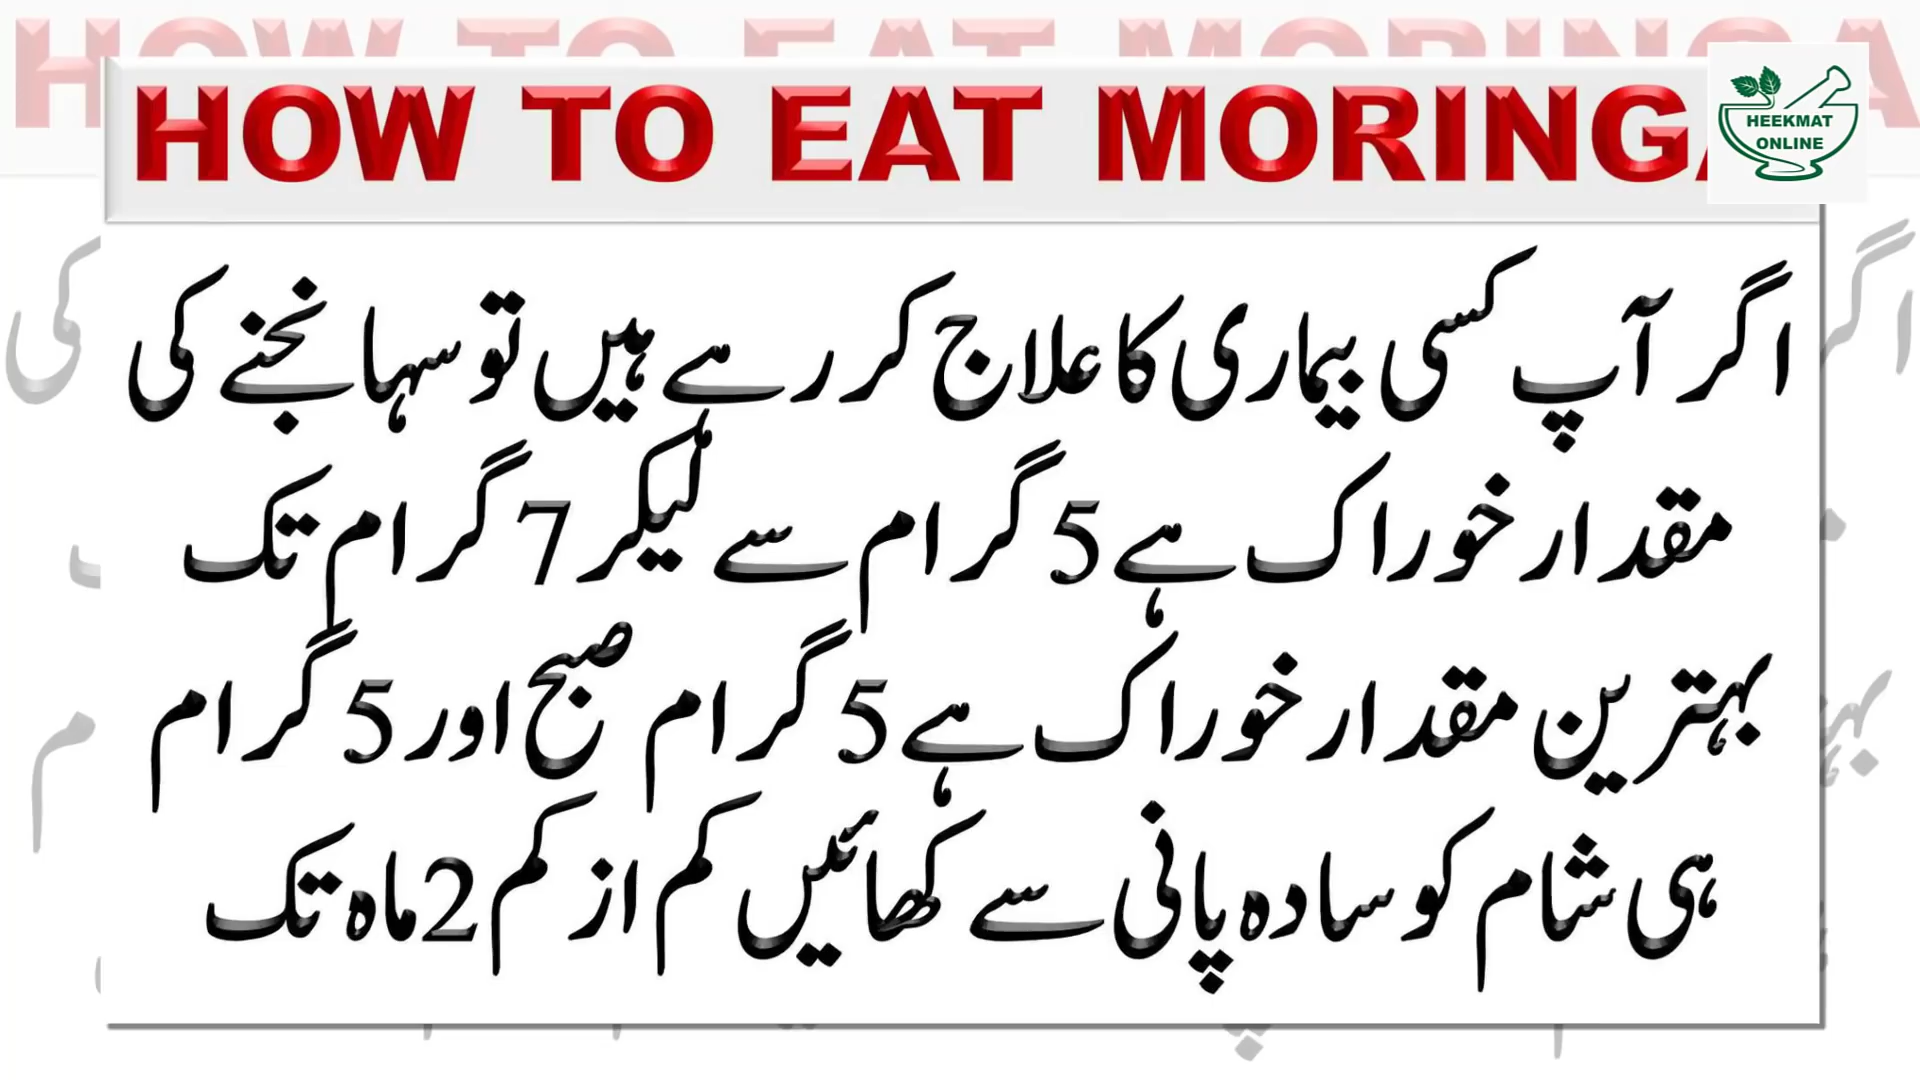 HOW TO EAT MORINGA
HEEKMAT
ONLINE
اگر آپ کسی بیماری کا علاج کر رہے ہیں تو سہانجنے کی
مقدار خوراک ہے 5 گرام سے لیکر 7 گرام تک
بہترین مقدار خوراک ہے 5 گرام صبح اور 5 گرام
ہی شام کو سادہ پانی سے کھائیں کم از کم 2 ماہ تک